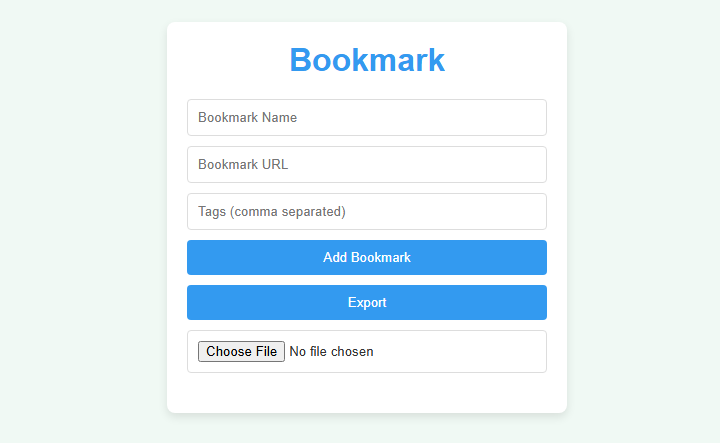 Bookmark
Bookmark Name
Bookmark URL
Tags (comma separated)
Add Bookmark
Export
Choose File No file chosen